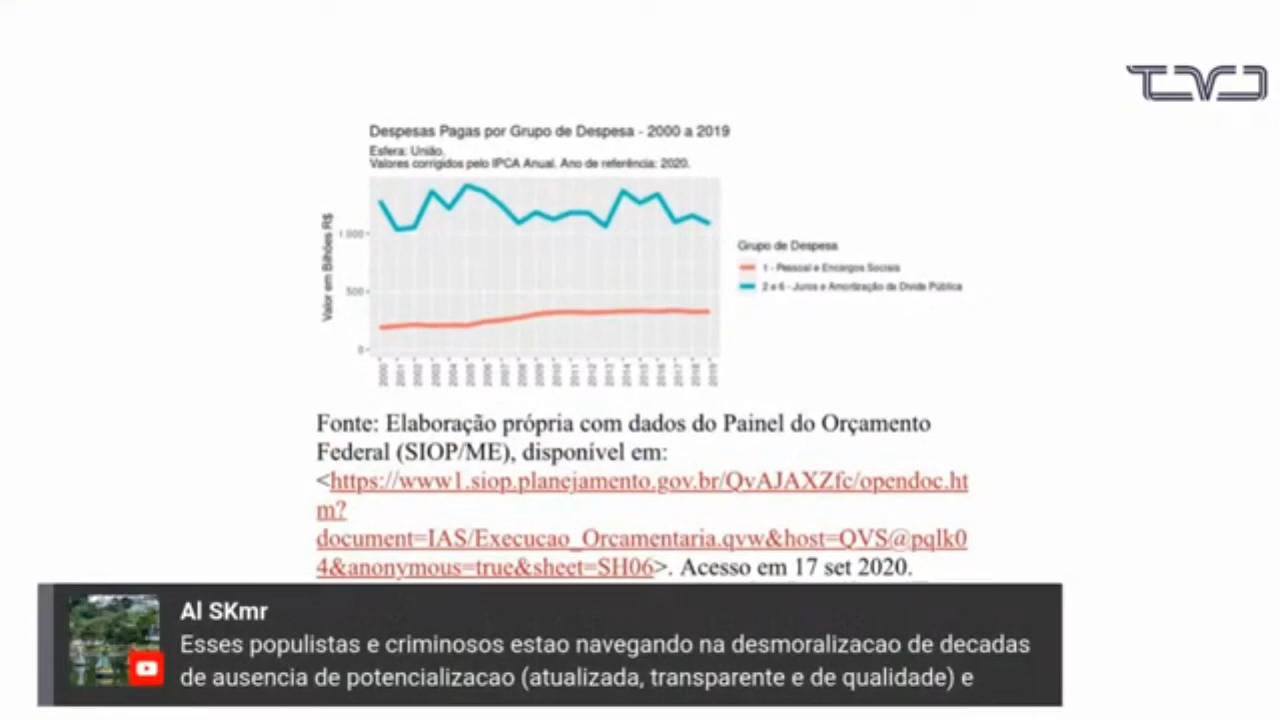 TVJ
Despesas Pagas por Grupo de Despesa - 2000 a 2019
Esfera: União.
Valores corrigidos pelo IPCA Anual. Ano de referência: 2020.
Valor em Bilhões R$
1.000
500
0
2000 2001 2002 2003 2004 2005 2006 2007 2008 2009 2010 2011 2012 2013 2014 2015 2016 2017 2018 2019
Grupo de Despesa
1 - Pessoal e Encargos Sociais
2 e 6 - Juros e Amortização da Dívida Pública
Fonte: Elaboração própria com dados do Painel do Orçamento
Federal (SIOP/ME), disponível em:
<https://www1.siop.planejamento.gov.br/QvAJAXZfc/opendoc.ht
m?
document=IAS/Execucao_Orcamentaria.qvw&host=QVS@pqlk0
4&anonymous=true&sheet=SH06>. Acesso em 17 set 2020.
Al SKmr
Esses populistas e criminosos estao navegando na desmoralizacao de decadas
de ausencia de potencializacao (atualizada, transparente e de qualidade) e